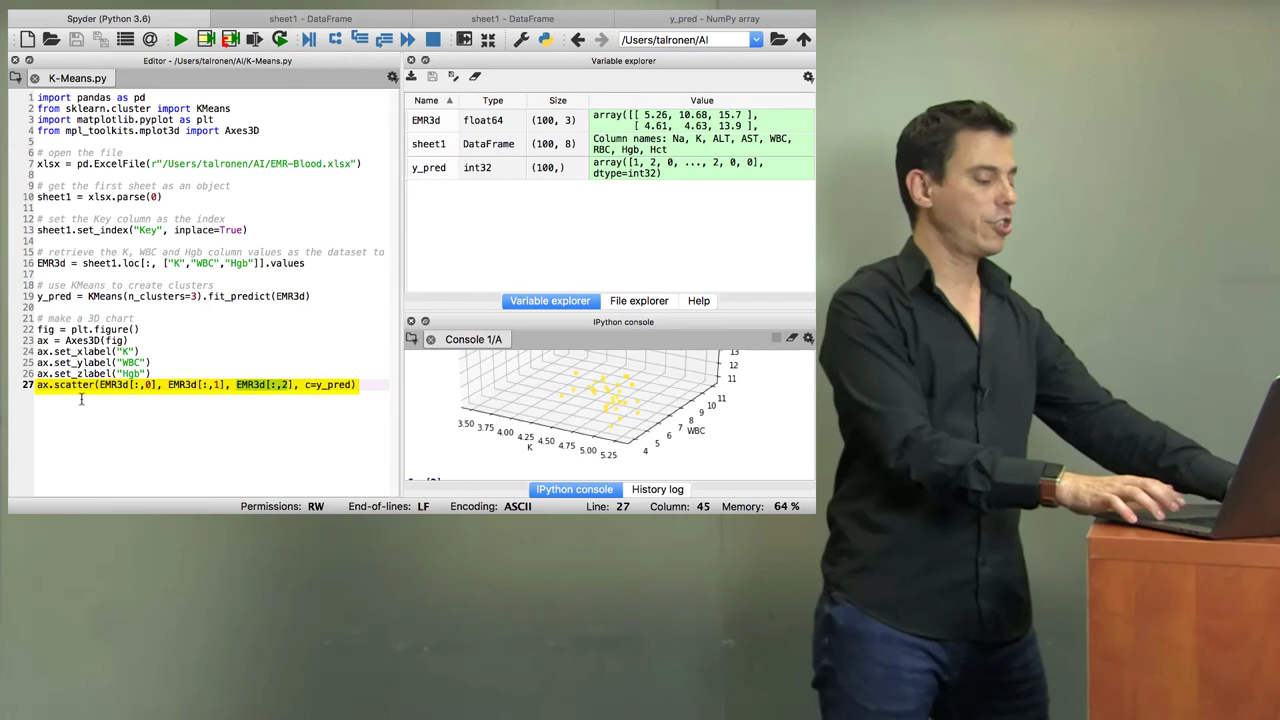 Spyder (Python 3.6)
sheet1 - DataFrame
sheet1 - DataFrame
y_pred - NumPy array
/Users/talronen/AI
Editor - /Users/talronen/AI/K-Means.py
K-Means.py
1 import pandas as pd
2 from sklearn.cluster import KMeans
3 import matplotlib.pyplot as plt
4 from mpl_toolkits.mplot3d import Axes3D
5
6 # open the file
7 xlsx = pd.ExcelFile(r"/Users/talronen/AI/EMR-Blood.xlsx")
8
9 # get the first sheet as an object
10 sheet1 = xlsx.parse(0)
11
12 # set the Key column as the index
13 sheet1.set_index("Key", inplace=True)
14
15 # retrieve the K, WBC and Hgb column values as the dataset to
16 EMR3d = sheet1.loc[:, ["K","WBC","Hgb"]].values
17
18 # use KMeans to create clusters
19 y_pred = KMeans(n_clusters=3).fit_predict(EMR3d)
20
21 # make a 3D chart
22 fig = plt.figure()
23 ax = Axes3D(fig)
24 ax.set_xlabel("K")
25 ax.set_ylabel("WBC")
26 ax.set_zlabel("Hgb")
27 ax.scatter(EMR3d[:,0], EMR3d[:,1], EMR3d[:,2], c=y_pred)
Variable explorer
Name Type Size Value
EMR3d float64 (100, 3) array([[ 5.26, 10.68, 15.7 ],
[ 4.61, 4.63, 13.9 ],
sheet1 DataFrame (100, 8) Column names: Na, K, ALT, AST, WBC,
RBC, Hgb, Hct
y_pred int32 (100,) array([1, 2, 0, ..., 2, 0, 0],
dtype=int32)
Variable explorer File explorer Help
IPython console
Console 1/A
13
12
11
11
10
9
8
7
6
5
4
WBC
3.50 3.75 4.00 4.25 4.50 4.75 5.00 5.25
K
IPython console History log
Permissions: RW End-of-lines: LF Encoding: ASCII Line: 27 Column: 45 Memory: 64 %